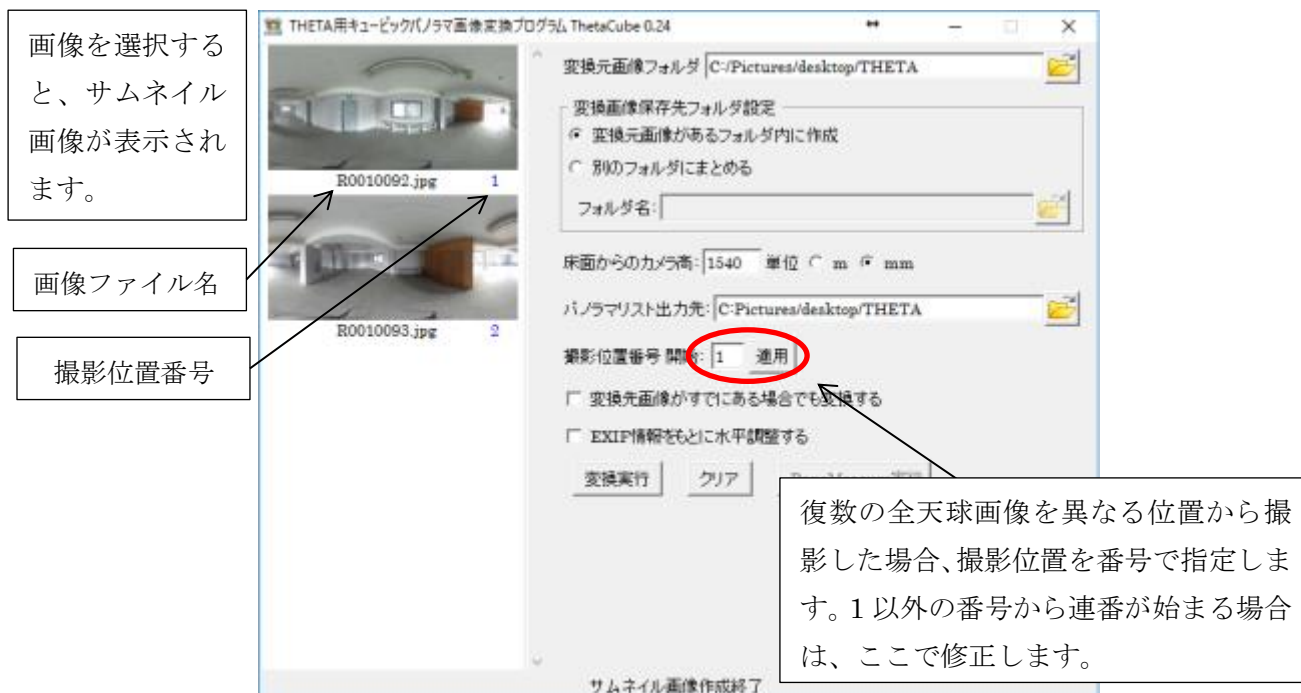 画像を選択する
と、サムネイル
画像が表示され
ます。
画像ファイル名
撮影位置番号
THETA用キュービックパノラマ画像変換プログラム ThetaCube 0.24
R0010092.jpg 1
R0010093.jpg 2
変換元画像フォルダ C:/Pictures/desktop/THETA
変換画像保存先フォルダ設定
変換元画像があるフォルダ内に作成
別のフォルダにまとめる
フォルダ名:
床面からのカメラ高: 1540 単位 m mm
パノラマリスト出力先: C:Pictures/desktop/THETA
撮影位置番号 開始: 1 適用
変換先画像がすでにある場合でも変換する
EXIF情報をもとに水平調整する
変換実行 クリア
復数の全天球画像を異なる位置から撮
影した場合、撮影位置を番号で指定しま
す。1以外の番号から連番が始まる場合
は、ここで修正します。
サムネイル画像作成終了